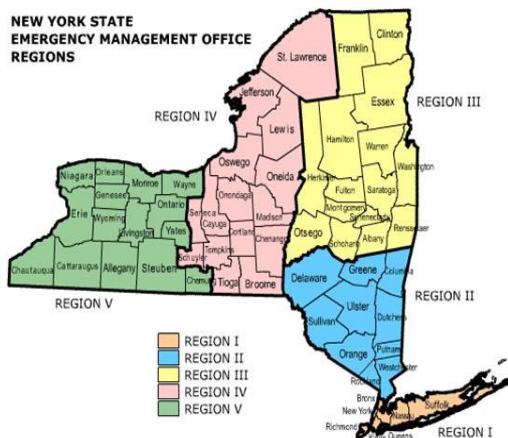 NEW YORK STATE
EMERGENCY MANAGEMENT OFFICE
REGIONS
Clinton
Franklin
St. Lawrence
Jefferson
Essex
REGION III
REGION IV
Lewis
Hamilton
Warren
Washington
Oswego
Oneida
Herkimer
Niagara
Orleans
Monroe
Wayne
Fulton
Saratoga
Genesee
Onondaga
Montgomery
Schenectady
Erie
Wyoming
Ontario
Seneca
Cayuga
Madison
Otsego
Rensselaer
Livingston
Yates
Cortland
Chenango
Schoharie
Albany
Tompkins
Schuyler
Chautauqua
Cattaraugus
Allegany
Steuben
Chemung
Tioga
Broome
Delaware
Greene
Columbia
REGION V
REGION II
Ulster
Sullivan
Dutchess
Orange
Putnam
Westchester
Rockland
REGION I
REGION II
REGION III
REGION IV
REGION V
Bronx
New York
Richmond
Queens
Nassau
Suffolk
REGION I